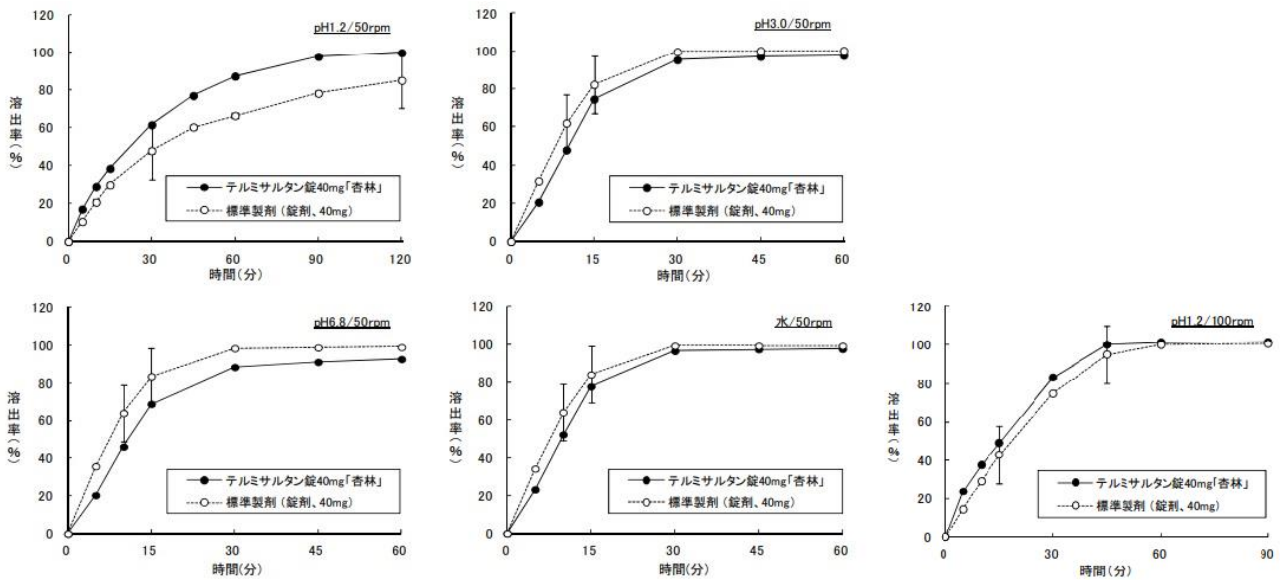 pH1.2/50rpm
120
100
80
60
40
20
0
溶出率(%)
テルミサルタン錠40mg「杏林」
標準製剤（錠剤、40mg）
0 30 60 90 120
時間(分)
pH3.0/50rpm
120
100
80
60
40
20
0
溶出率(%)
テルミサルタン錠40mg「杏林」
標準製剤（錠剤、40mg）
0 15 30 45 60
時間(分)
pH6.8/50rpm
120
100
80
60
40
20
0
溶出率(%)
テルミサルタン錠40mg「杏林」
標準製剤（錠剤、40mg）
0 15 30 45 60
時間(分)
水/50rpm
120
100
80
60
40
20
0
溶出率(%)
テルミサルタン錠40mg「杏林」
標準製剤（錠剤、40mg）
0 15 30 45 60
時間(分)
pH1.2/100rpm
120
100
80
60
40
20
0
溶出率(%)
テルミサルタン錠40mg「杏林」
標準製剤（錠剤、40mg）
0 30 60 90
時間(分)